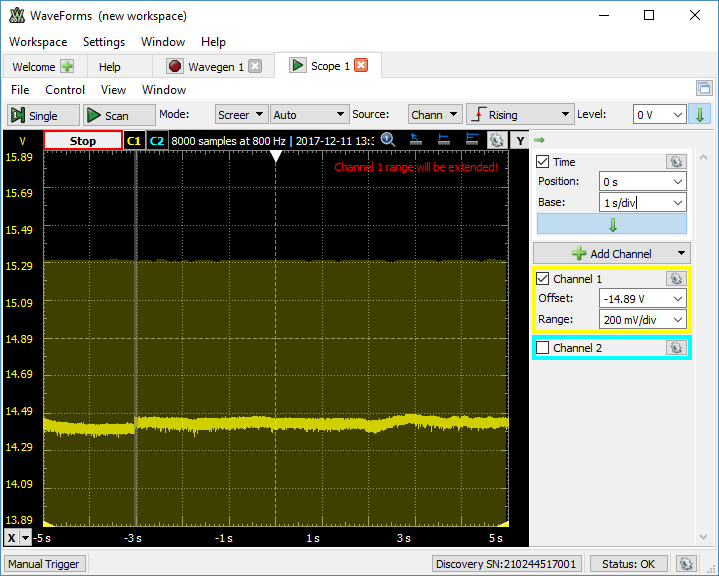 WaveForms (new workspace)
Workspace Settings Window Help
Welcome Help Wavegen 1 Scope 1
File Control View Window
Single Scan Mode: Screen Auto Source: Chann Rising Level: 0 V
V Stop C1 C2 8000 samples at 800 Hz | 2017-12-11 13:3 Y
Channel 1 range will be extended!
15.89
15.69
15.49
15.29
15.09
14.89
14.69
14.49
14.29
14.09
13.89
X -5 s -3 s -1 s 1 s 3 s 5 s
Time
Position: 0 s
Base: 1 s/div
Add Channel
Channel 1
Offset: -14.89 V
Range: 200 mV/div
Channel 2
Manual Trigger Discovery SN:210244517001 Status: OK